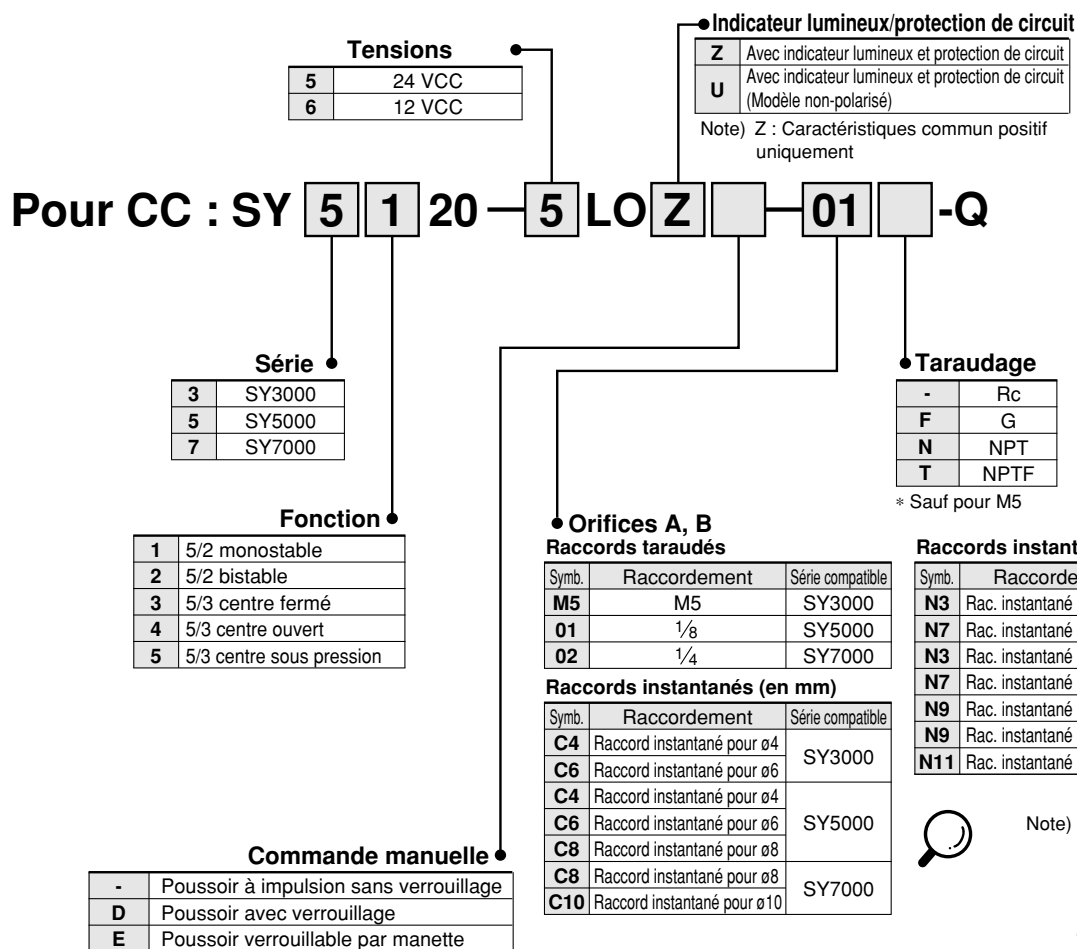 Indicateur lumineux/protection de circuit
Z Avec indicateur lumineux et protection de circuit
U Avec indicateur lumineux et protection de circuit
(Modèle non-polarisé)
Note) Z : Caractéristiques commun positif
uniquement
Tensions
5 24 VCC
6 12 VCC
Pour CC : SY 5 1 20 — 5 LO Z — 01 -Q
Série
3 SY3000
5 SY5000
7 SY7000
Fonction
1 5/2 monostable
2 5/2 bistable
3 5/3 centre fermé
4 5/3 centre ouvert
5 5/3 centre sous pression
Taraudage
- Rc
F G
N NPT
T NPTF
* Sauf pour M5
Orifices A, B
Raccords taraudés
Symb. Raccordement Série compatible
M5 M5 SY3000
01 1/8 SY5000
02 1/4 SY7000
Raccords instantanés (en mm)
Symb. Raccordement Série compatible
C4 Raccord instantané pour ø4 SY3000
C6 Raccord instantané pour ø6
C4 Raccord instantané pour ø4
C6 Raccord instantané pour ø6 SY5000
C8 Raccord instantané pour ø8
C8 Raccord instantané pour ø8 SY7000
C10 Raccord instantané pour ø10
Raccords instant
Symb. Raccorde
N3 Rac. instantané
N7 Rac. instantané
N3 Rac. instantané
N7 Rac. instantané
N9 Rac. instantané
N9 Rac. instantané
N11 Rac. instantané
Note)
Commande manuelle
- Poussoir à impulsion sans verrouillage
D Poussoir avec verrouillage
E Poussoir verrouillable par manette